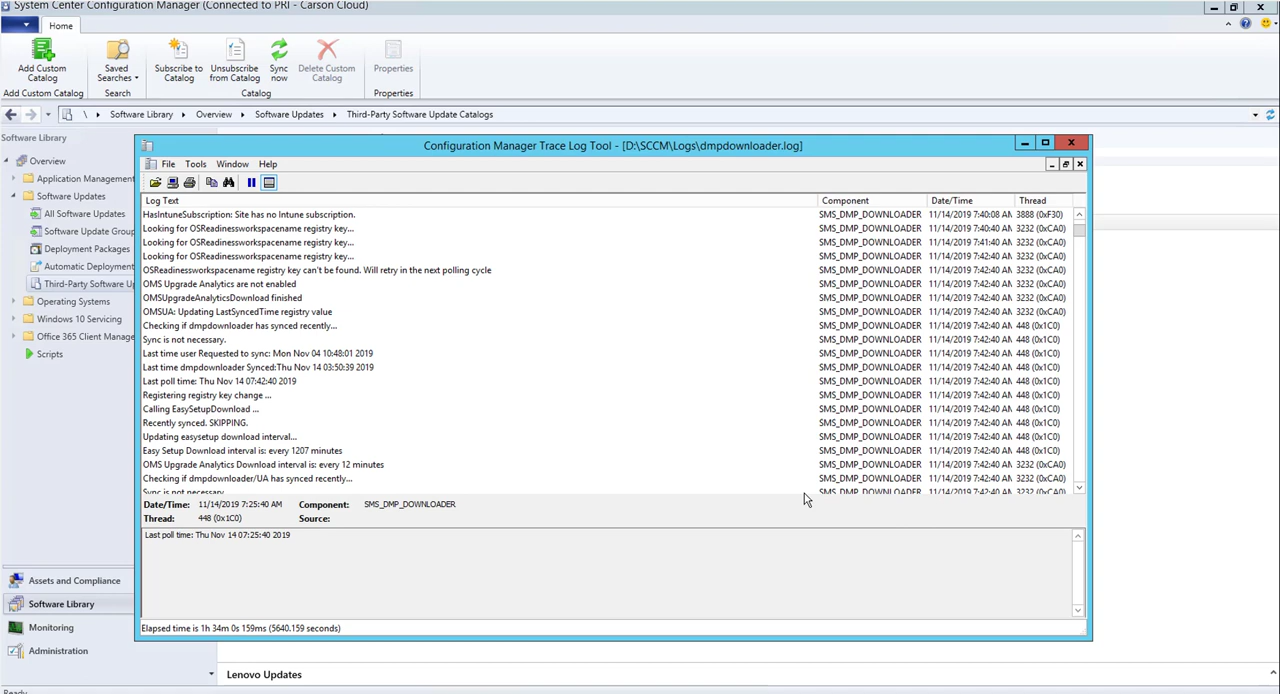 System Center Configuration Manager (Connected to PRI - Carson Cloud)
Home
Add Custom Catalog
Saved Searches
Subscribe to Catalog
Unsubscribe from Catalog
Sync now
Delete Custom Catalog
Properties
Add Custom Catalog
Search
Catalog
Properties
\ Software Library Overview Software Updates Third-Party Software Update Catalogs
Software Library
Overview
Application Management
Software Updates
All Software Updates
Software Update Group
Deployment Packages
Automatic Deployment
Third-Party Software Up
Operating Systems
Windows 10 Servicing
Office 365 Client Manage
Scripts
Assets and Compliance
Software Library
Monitoring
Administration
Configuration Manager Trace Log Tool - [D:\SCCM\Logs\dmpdownloader.log]
File Tools Window Help
Log Text Component Date/Time Thread
HasIntuneSubscription: Site has no Intune subscription. SMS_DMP_DOWNLOADER 11/14/2019 7:40:08 AM 3888 (0xF30)
Looking for OSReadinessworkspacename registry key... SMS_DMP_DOWNLOADER 11/14/2019 7:40:40 AM 3232 (0xCA0)
Looking for OSReadinessworkspacename registry key... SMS_DMP_DOWNLOADER 11/14/2019 7:41:40 AM 3232 (0xCA0)
Looking for OSReadinessworkspacename registry key... SMS_DMP_DOWNLOADER 11/14/2019 7:42:40 AM 3232 (0xCA0)
OSReadinessworkspacename registry key can't be found. Will retry in the next polling cycle SMS_DMP_DOWNLOADER 11/14/2019 7:42:40 AM 3232 (0xCA0)
OMS Upgrade Analytics are not enabled SMS_DMP_DOWNLOADER 11/14/2019 7:42:40 AM 3232 (0xCA0)
OMSUpgradeAnalyticsDownload finished SMS_DMP_DOWNLOADER 11/14/2019 7:42:40 AM 3232 (0xCA0)
OMSUA: Updating LastSyncedTime registry value SMS_DMP_DOWNLOADER 11/14/2019 7:42:40 AM 3232 (0xCA0)
Checking if dmpdownloader has synced recently... SMS_DMP_DOWNLOADER 11/14/2019 7:42:40 AM 448 (0x1C0)
Sync is not necessary. SMS_DMP_DOWNLOADER 11/14/2019 7:42:40 AM 448 (0x1C0)
Last time user Requested to sync: Mon Nov 04 10:48:01 2019 SMS_DMP_DOWNLOADER 11/14/2019 7:42:40 AM 448 (0x1C0)
Last time dmpdownloader Synced:Thu Nov 14 03:50:39 2019 SMS_DMP_DOWNLOADER 11/14/2019 7:42:40 AM 448 (0x1C0)
Last poll time: Thu Nov 14 07:42:40 2019 SMS_DMP_DOWNLOADER 11/14/2019 7:42:40 AM 448 (0x1C0)
Registering registry key change ... SMS_DMP_DOWNLOADER 11/14/2019 7:42:40 AM 448 (0x1C0)
Calling EasySetupDownload ... SMS_DMP_DOWNLOADER 11/14/2019 7:42:40 AM 448 (0x1C0)
Recently synced. SKIPPING. SMS_DMP_DOWNLOADER 11/14/2019 7:42:40 AM 448 (0x1C0)
Updating easysetup download interval... SMS_DMP_DOWNLOADER 11/14/2019 7:42:40 AM 448 (0x1C0)
Easy Setup Download interval is: every 1207 minutes SMS_DMP_DOWNLOADER 11/14/2019 7:42:40 AM 448 (0x1C0)
OMS Upgrade Analytics Download interval is: every 12 minutes SMS_DMP_DOWNLOADER 11/14/2019 7:42:40 AM 3232 (0xCA0)
Checking if dmpdownloader/UA has synced recently... SMS_DMP_DOWNLOADER 11/14/2019 7:42:40 AM 3232 (0xCA0)
Sync is not necessary SMS_DMP_DOWNLOADER 11/14/2019 7:42:40 AM 3232 (0xCA0)
Date/Time: 11/14/2019 7:25:40 AM Component: SMS_DMP_DOWNLOADER
Thread: 448 (0x1C0) Source:
Last poll time: Thu Nov 14 07:25:40 2019
Elapsed time is 1h 34m 0s 159ms (5640.159 seconds)
Lenovo Updates
Ready